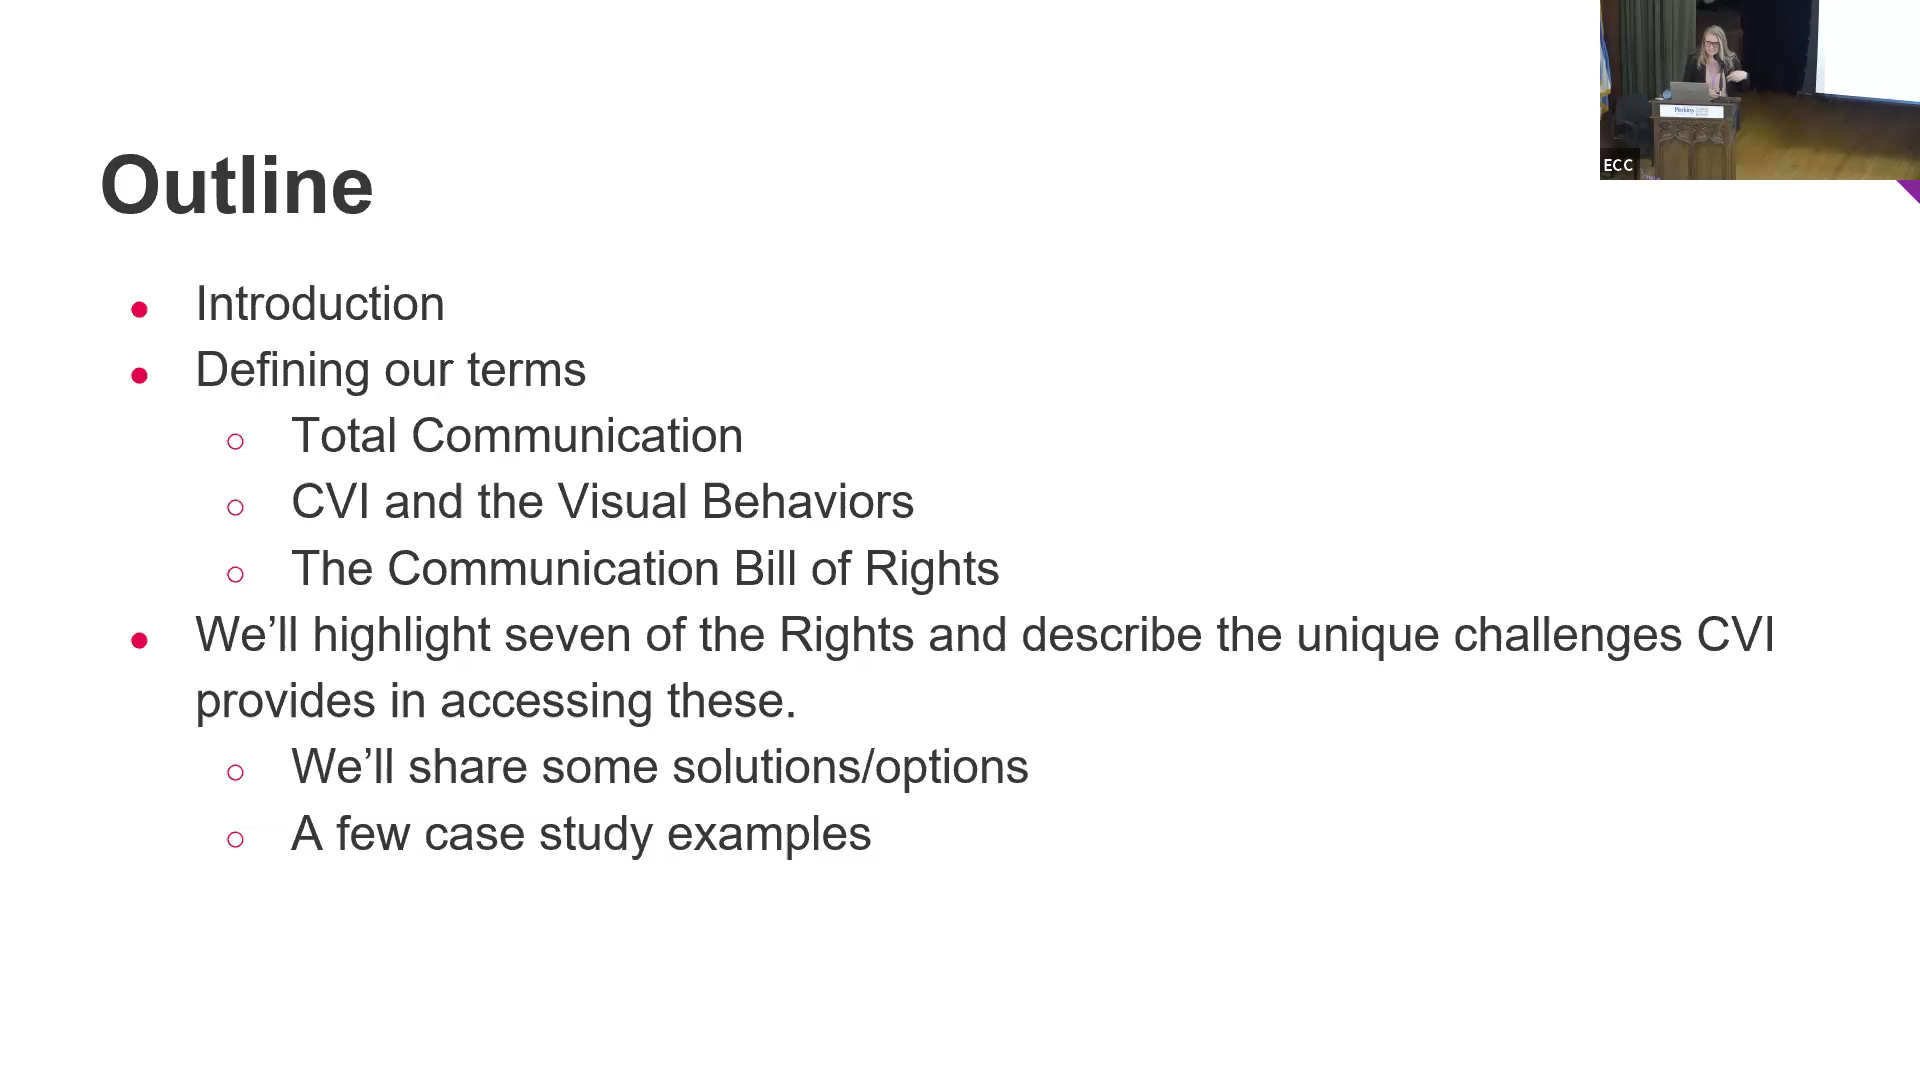 Outline
● Introduction
● Defining our terms
○ Total Communication
○ CVI and the Visual Behaviors
○ The Communication Bill of Rights
● We’ll highlight seven of the Rights and describe the unique challenges CVI
provides in accessing these.
○ We’ll share some solutions/options
○ A few case study examples
Perkins
ECC